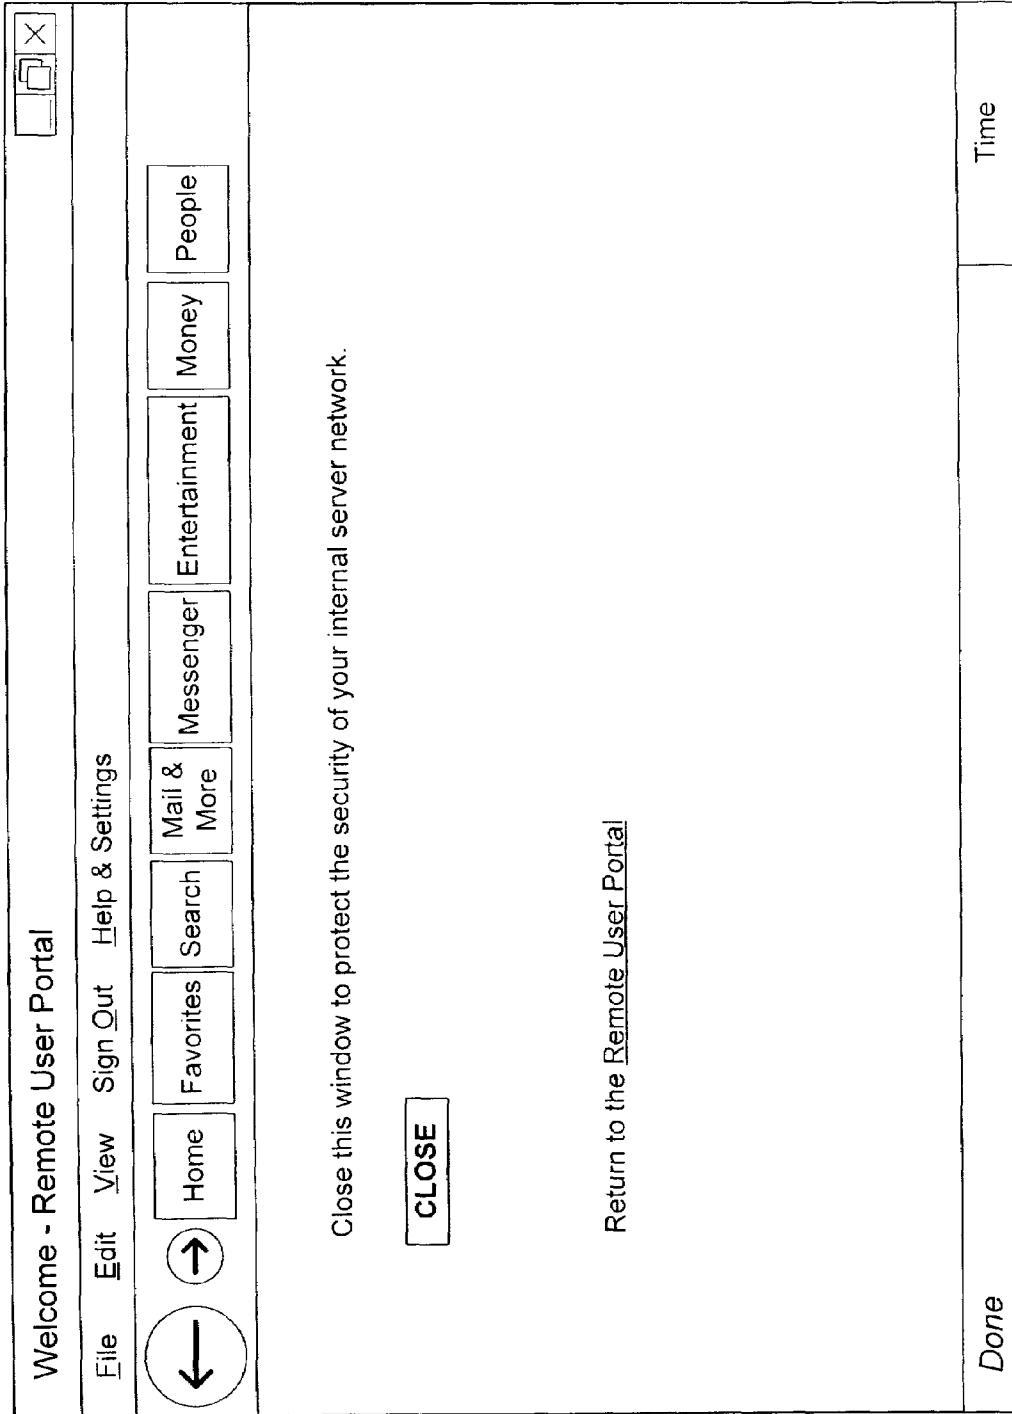 Welcome - Remote User Portal
File Edit View Sign Out Help & Settings
Home Favorites Search Mail & More Messenger Entertainment Money People
Close this window to protect the security of your internal server network.
CLOSE
Return to the Remote User Portal
Done Time